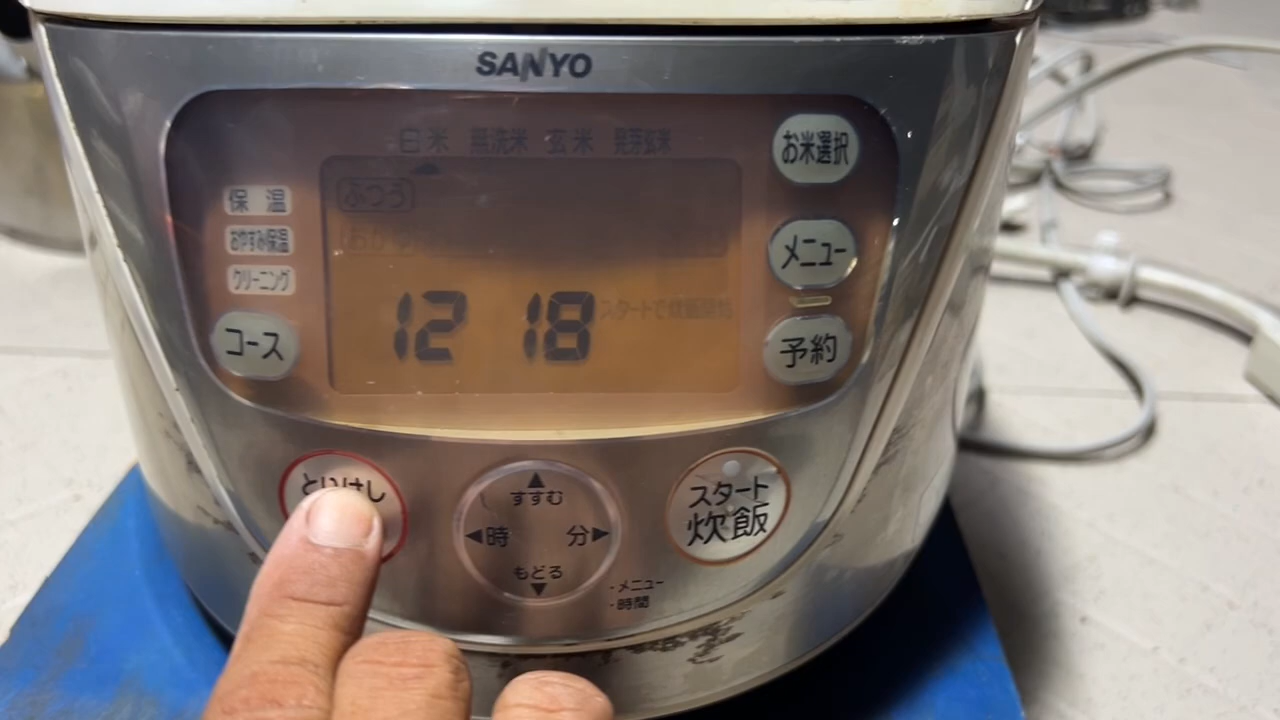 SANYO
白米 無洗米 玄米 発芽玄米
お米選択
ふつう
保温
おやすみ保温
クリーニング
メニュー
12 18
スタートで炊飯開始
コース
予約
とりけし
すすむ
◀時 分▶
もどる
・メニュー
・時間
スタート
炊飯